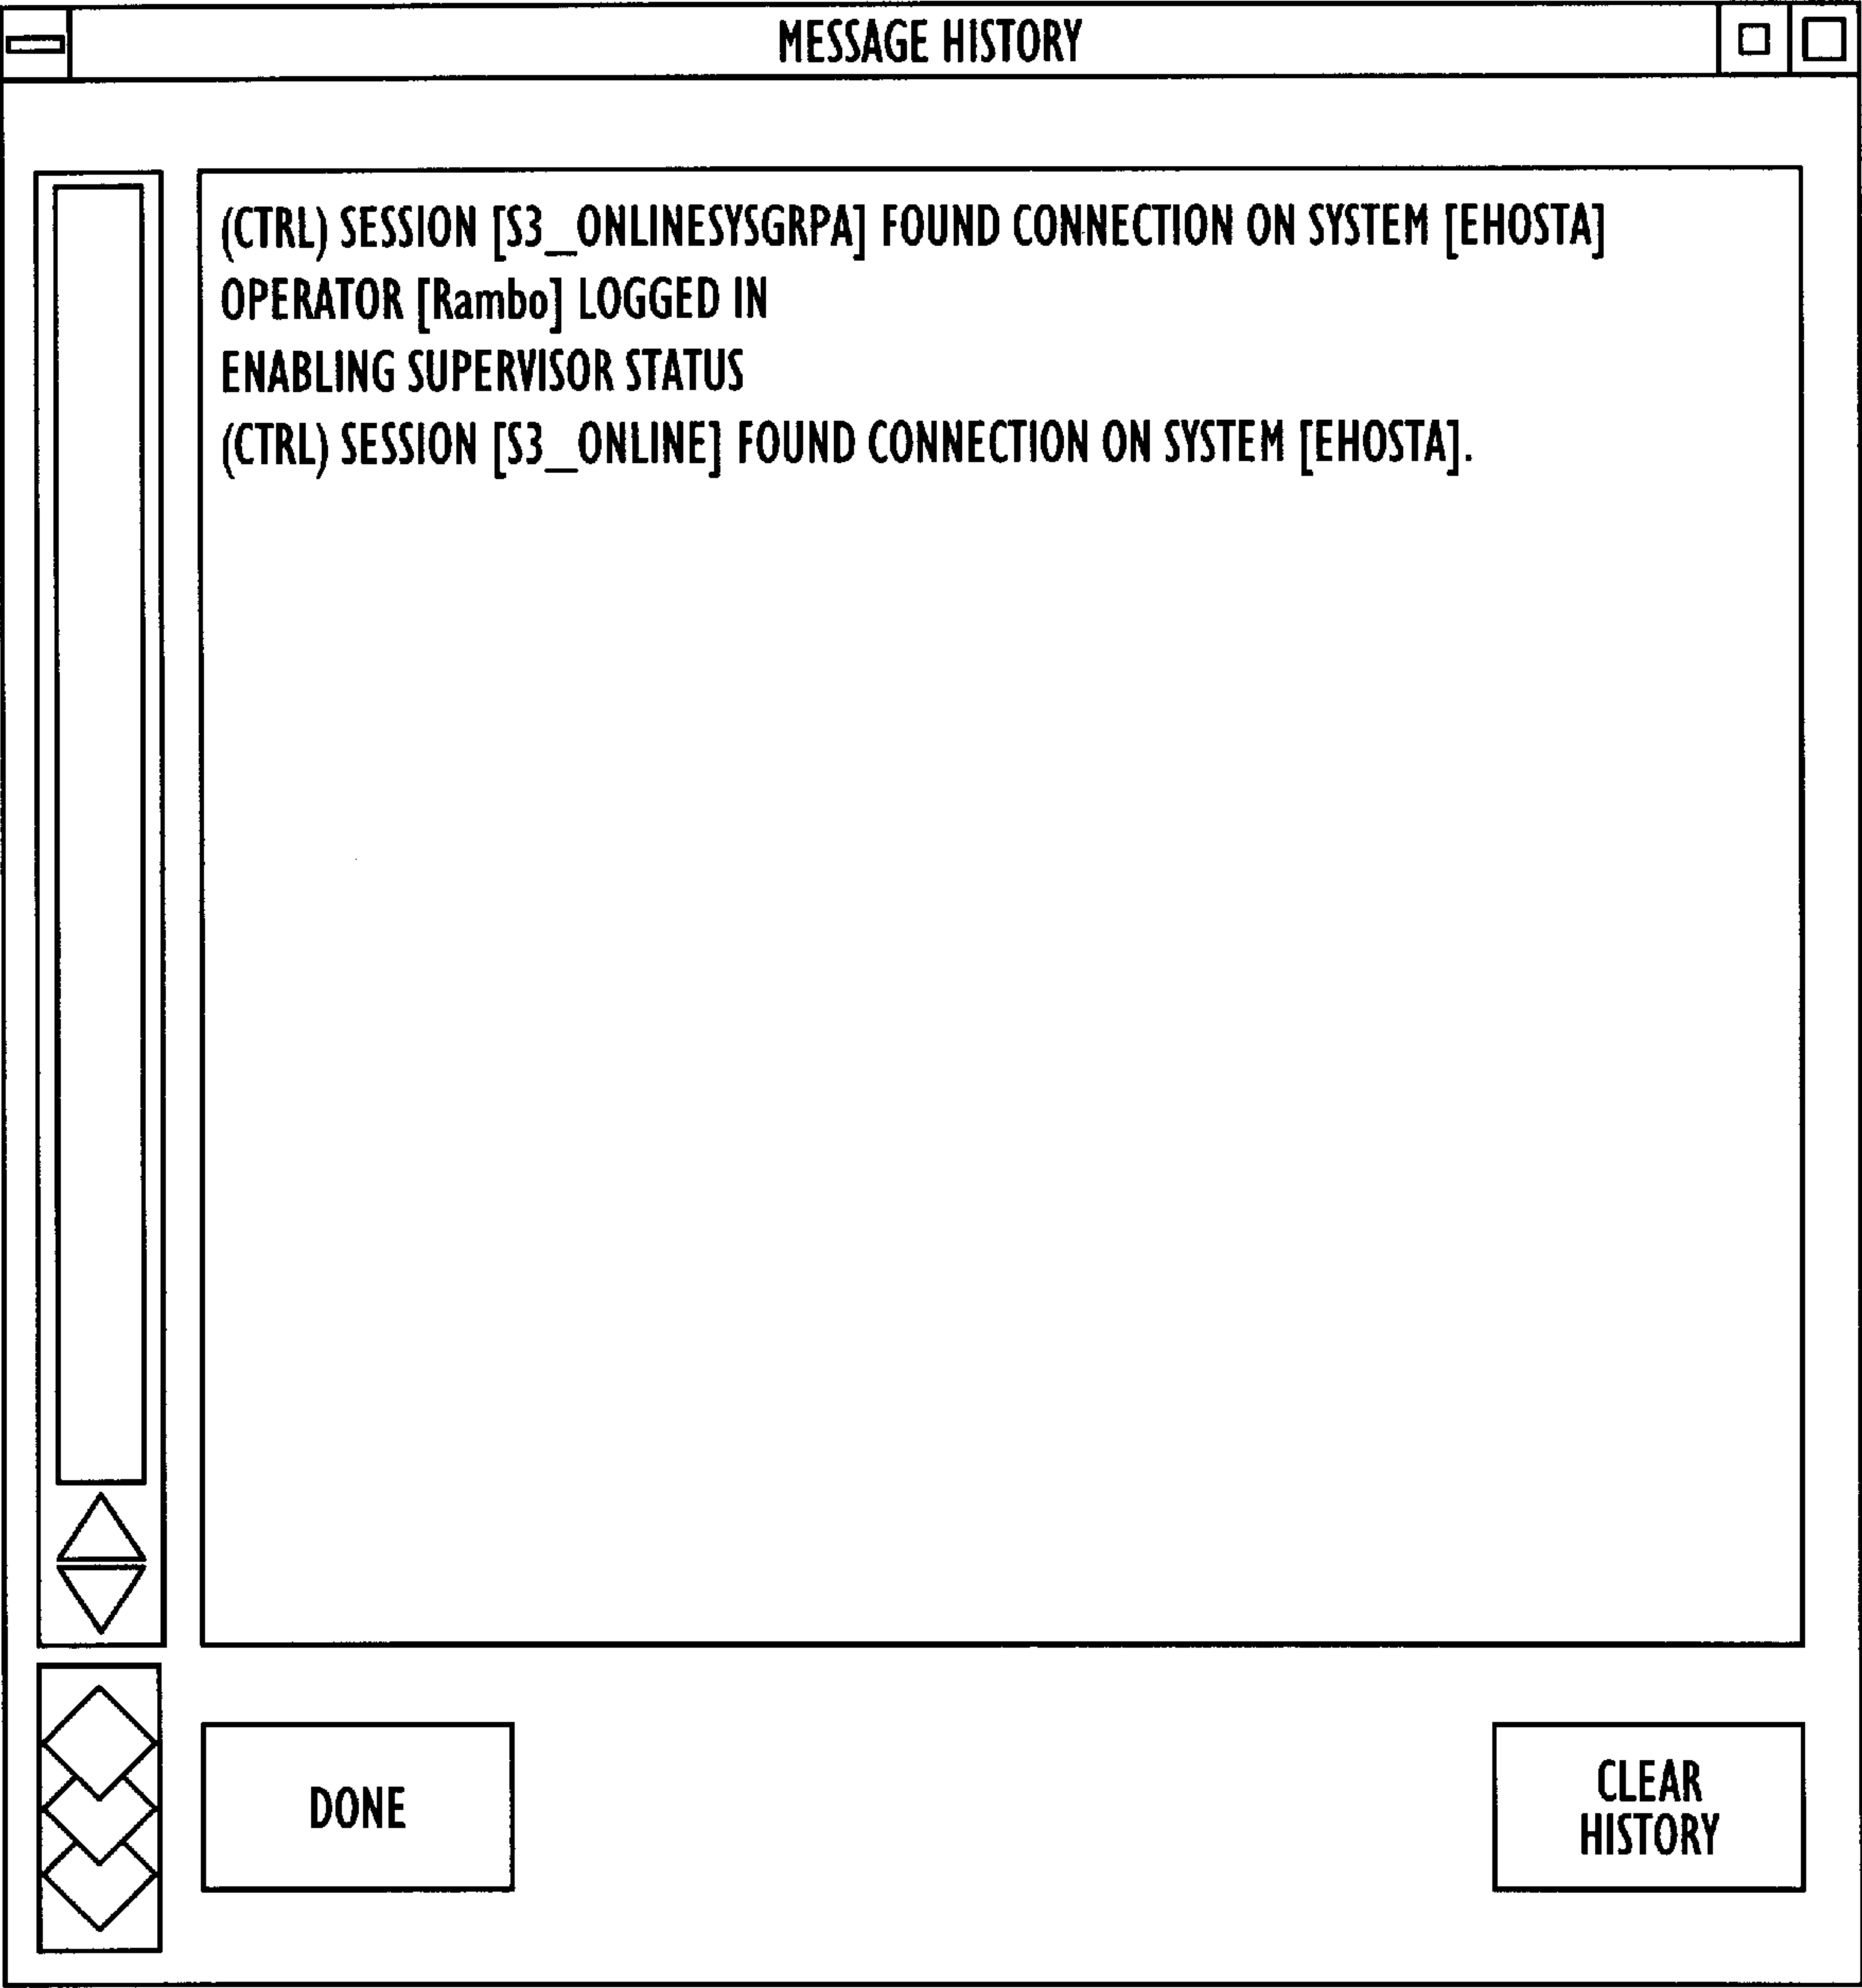 MESSAGE HISTORY
(CTRL) SESSION [S3_ONLINESYSGRPA] FOUND CONNECTION ON SYSTEM [EHOSTA]
OPERATOR [Rambo] LOGGED IN
ENABLING SUPERVISOR STATUS
(CTRL) SESSION [S3_ONLINE] FOUND CONNECTION ON SYSTEM [EHOSTA].
DONE
CLEAR
HISTORY